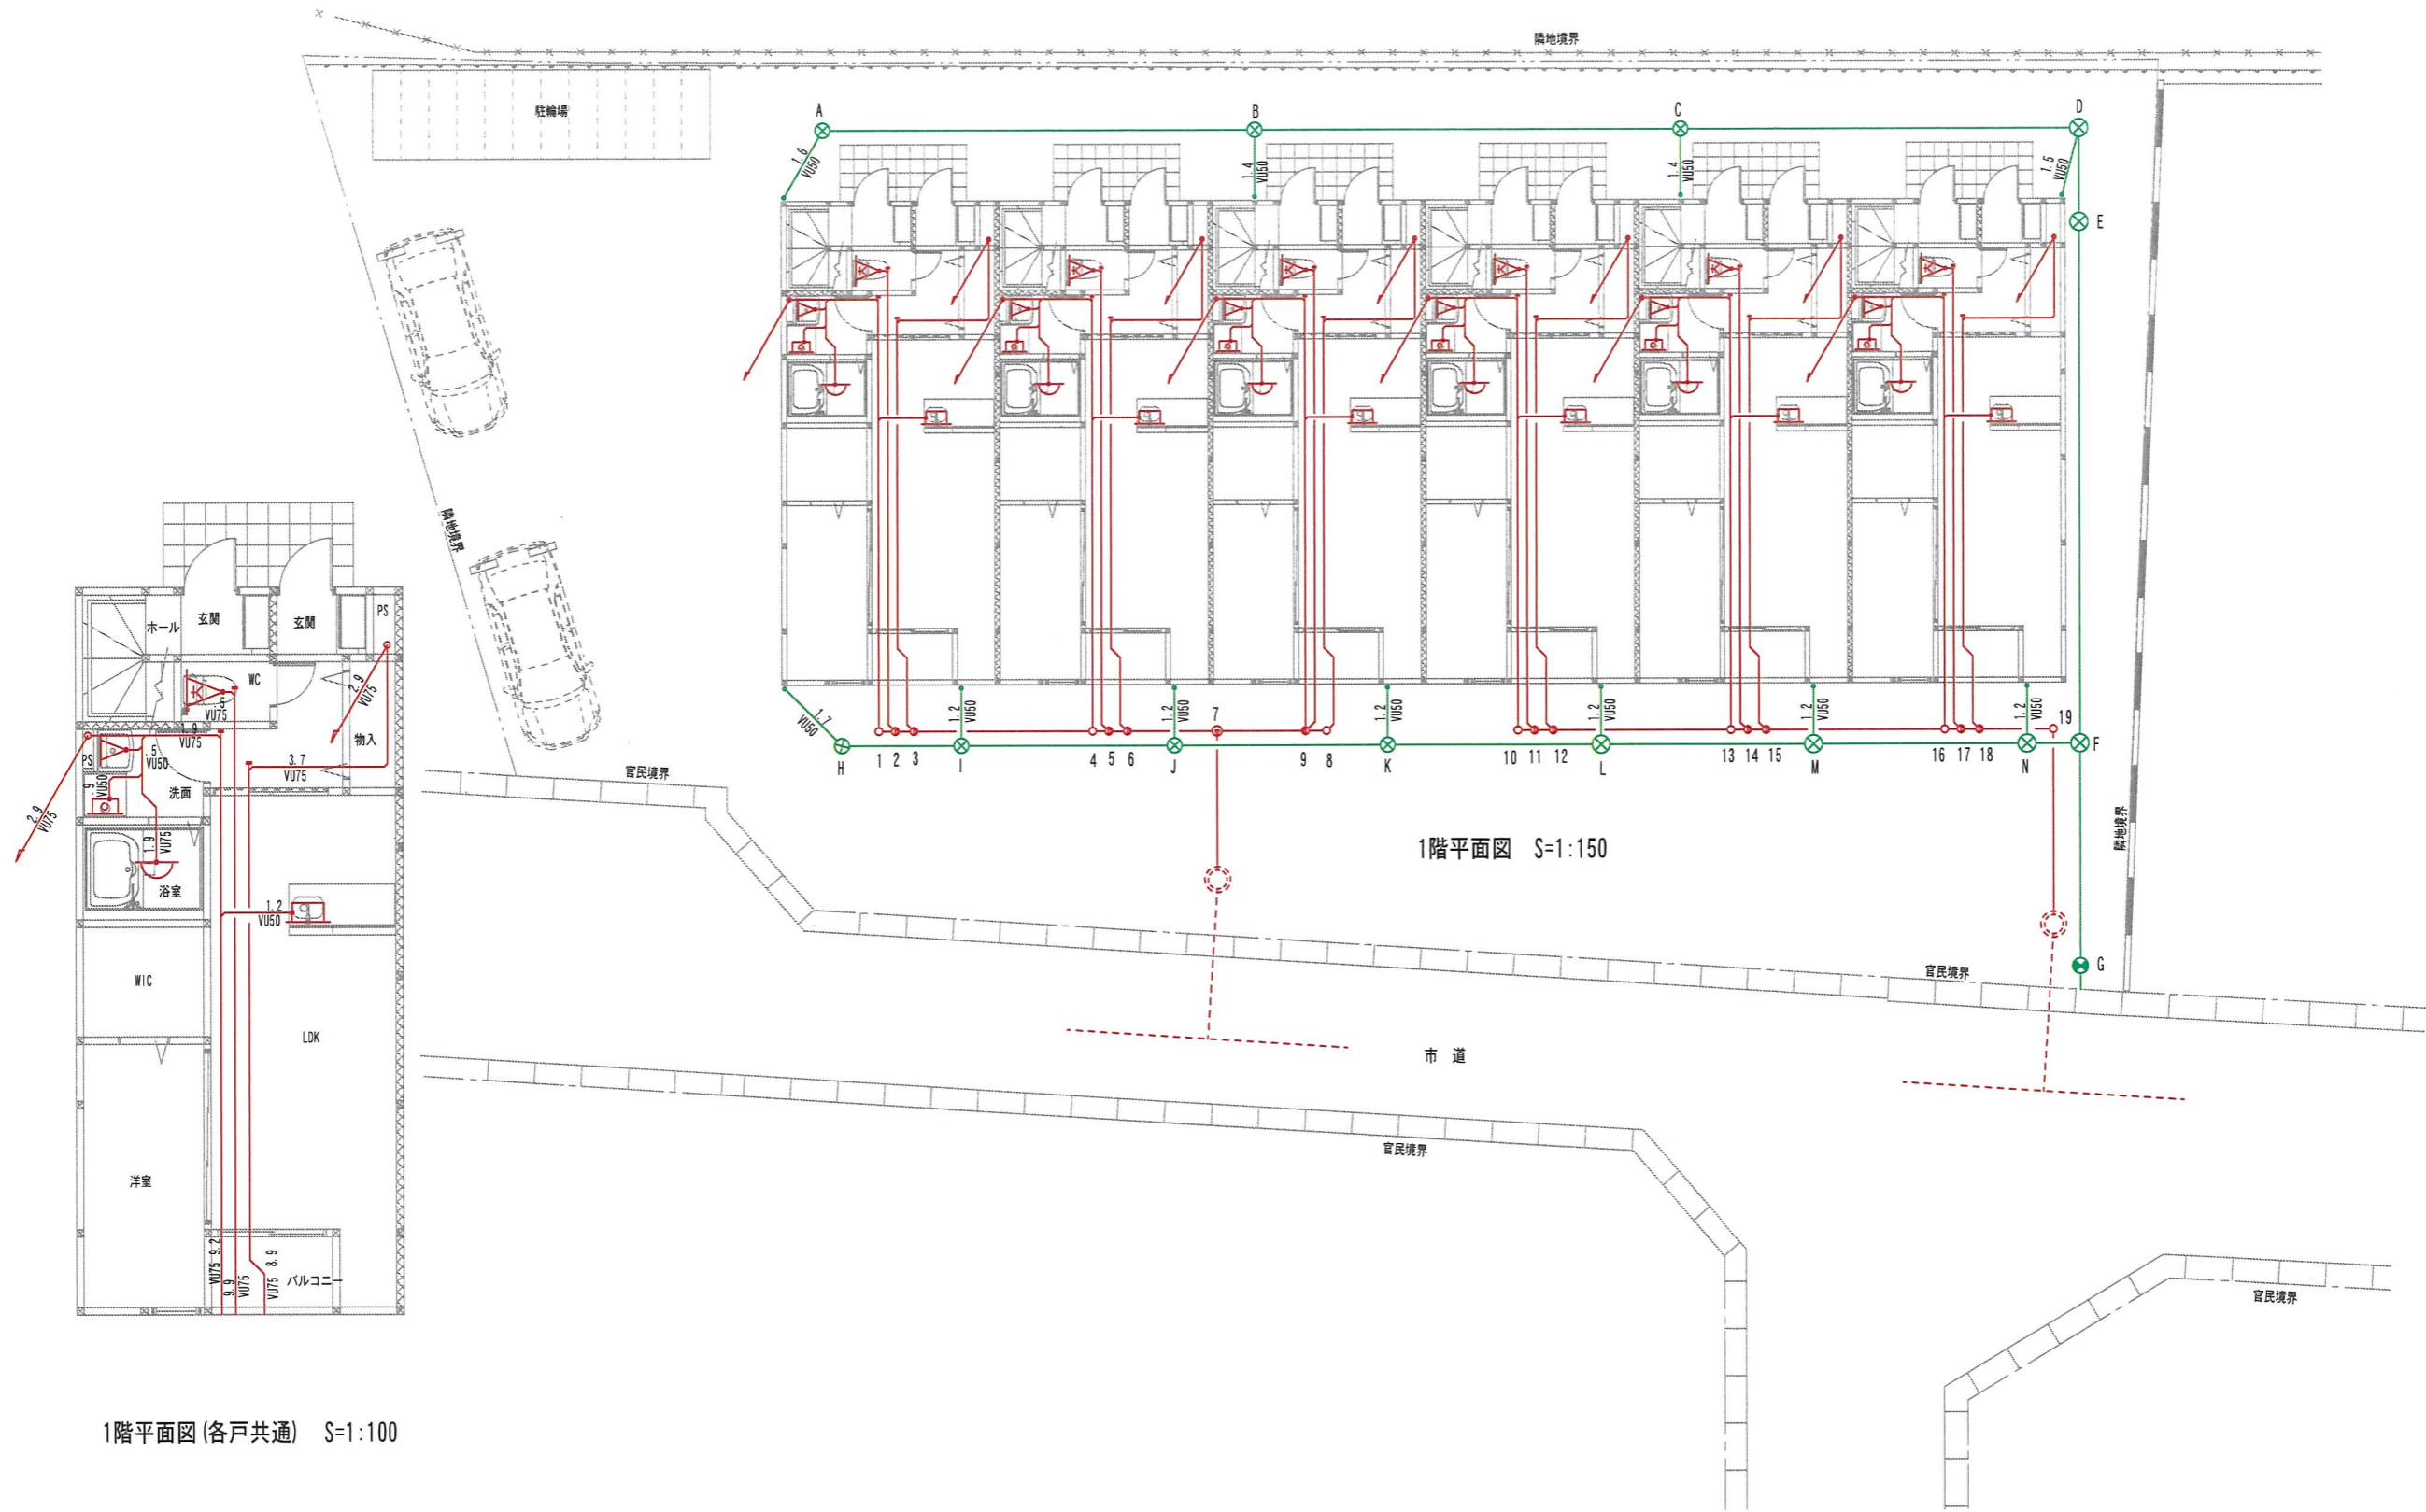 隣地境界
駐輪場
A
B
C
D
1.6
VU50
1.4
VU50
1.4
VU50
1.5
VU50
E
隣地境界
玄関
玄関
PS
ホール
WC
.5
VU75
2.9
VU75
1.9
VU75
物入
PS
.5
VU50
3.7
VU75
.9
VU50
洗面
2.9
VU75
1.9
VU75
浴室
1.2
VU50
WIC
LDK
洋室
VU75 9.2
9.9
VU75
VU75 8.9
バルコニー
1階平面図(各戸共通) S=1:100
1.7
VU50
1.2
VU50
1.2
VU50
1.2
VU50
1.2
VU50
1.2
VU50
1.2
VU50
7
19
H
1
2
3
I
4
5
6
J
9
8
K
10
11
12
L
13
14
15
M
16
17
18
N
F
官民境界
1階平面図 S=1:150
隣地境界
官民境界
G
市 道
官民境界
官民境界